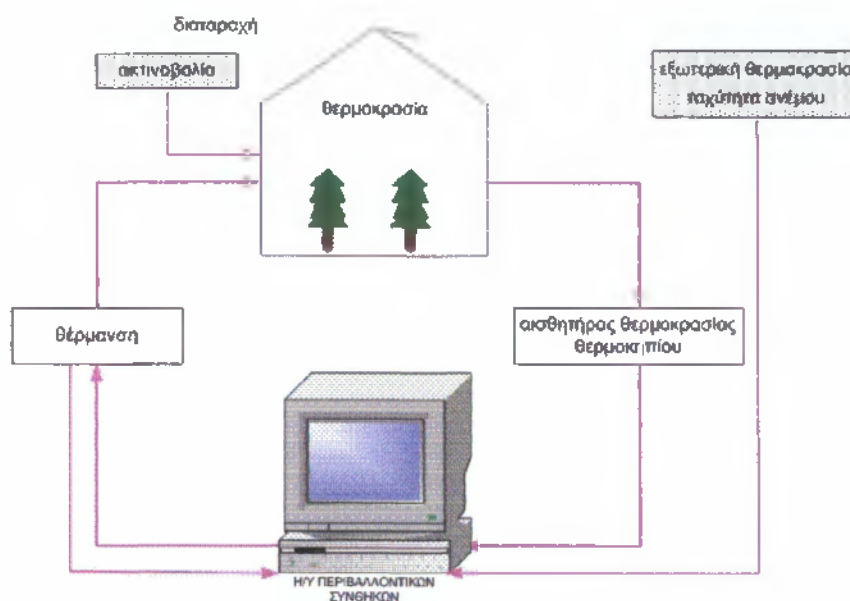 διαταραχή
ακτινοβολία
θερμοκρασία
εξωτερική θερμοκρασία
ταχύτητα ανέμου
θέρμανση
αισθητήρας θερμοκρασίας
θερμοκηπίου
Η/Υ ΠΕΡΙΒΑΛΛΟΝΤΙΚΩΝ
ΣΥΝΘΗΚΩΝ